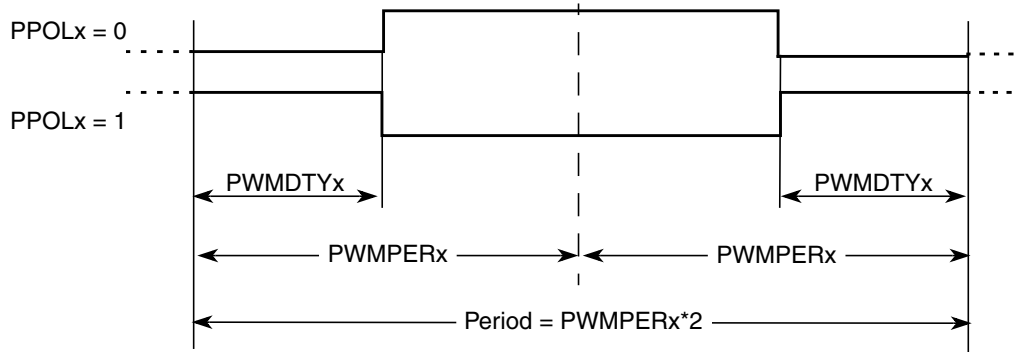 PPOLx = 0
PPOLx = 1
PWMDTYx
PWMDTYx
PWMPERx
PWMPERx
Period = PWMPERx*2